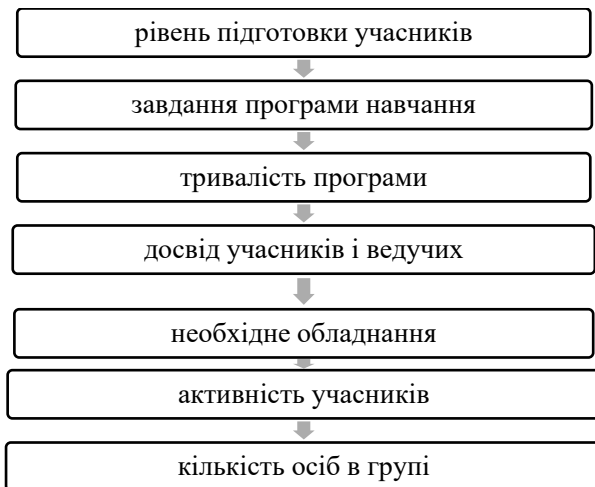 рівень підготовки учасників
завдання програми навчання
тривалість програми
досвід учасників і ведучих
необхідне обладнання
активність учасників
кількість осіб в групі